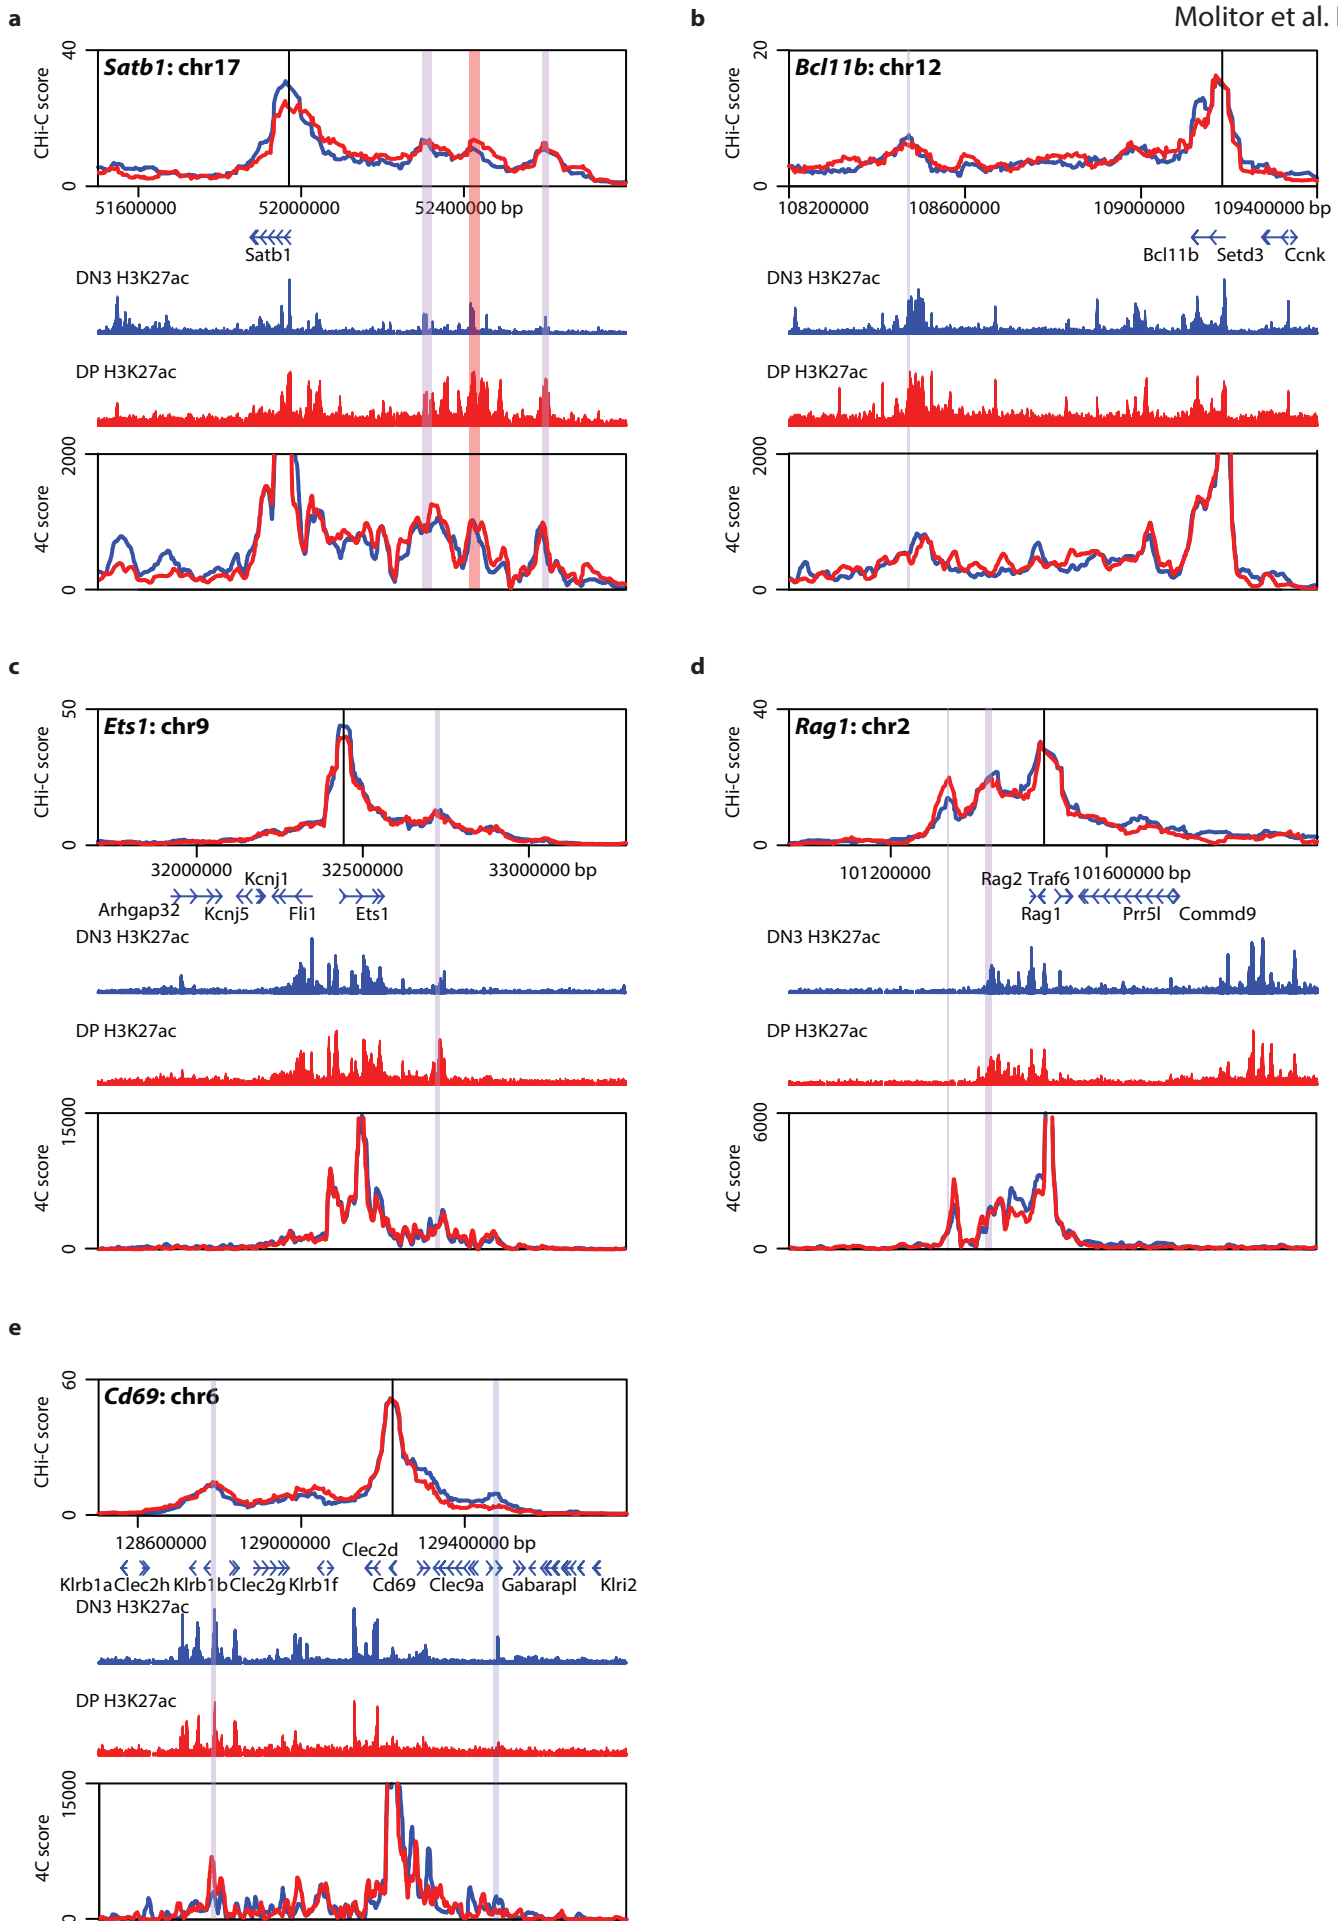 a
b
Molitor et al.
Satb1: chr17
CHi-C score
40
0
51600000
52000000
52400000 bp
Satb1
DN3 H3K27ac
DP H3K27ac
4C score
2000
0
Bcl11b: chr12
CHi-C score
20
0
108200000
108600000
109000000
109400000 bp
Bcl11b
Setd3
Ccnk
DN3 H3K27ac
DP H3K27ac
4C score
2000
0
c
Ets1: chr9
CHi-C score
50
0
32000000
32500000
33000000 bp
Kcnj1
Arhgap32
Kcnj5
Fli1
Ets1
DN3 H3K27ac
DP H3K27ac
4C score
15000
0
d
Rag1: chr2
CHi-C score
40
0
101200000
101600000 bp
Rag2 Traf6
Rag1
Prr5l
Commd9
DN3 H3K27ac
DP H3K27ac
4C score
6000
0
e
Cd69: chr6
CHi-C score
60
0
128600000
129000000
129400000 bp
Clec2d
Klrb1a Clec2h Klrb1b Clec2g Klrb1f Cd69 Clec9a Gabarapl Klri2
DN3 H3K27ac
DP H3K27ac
4C score
15000
0